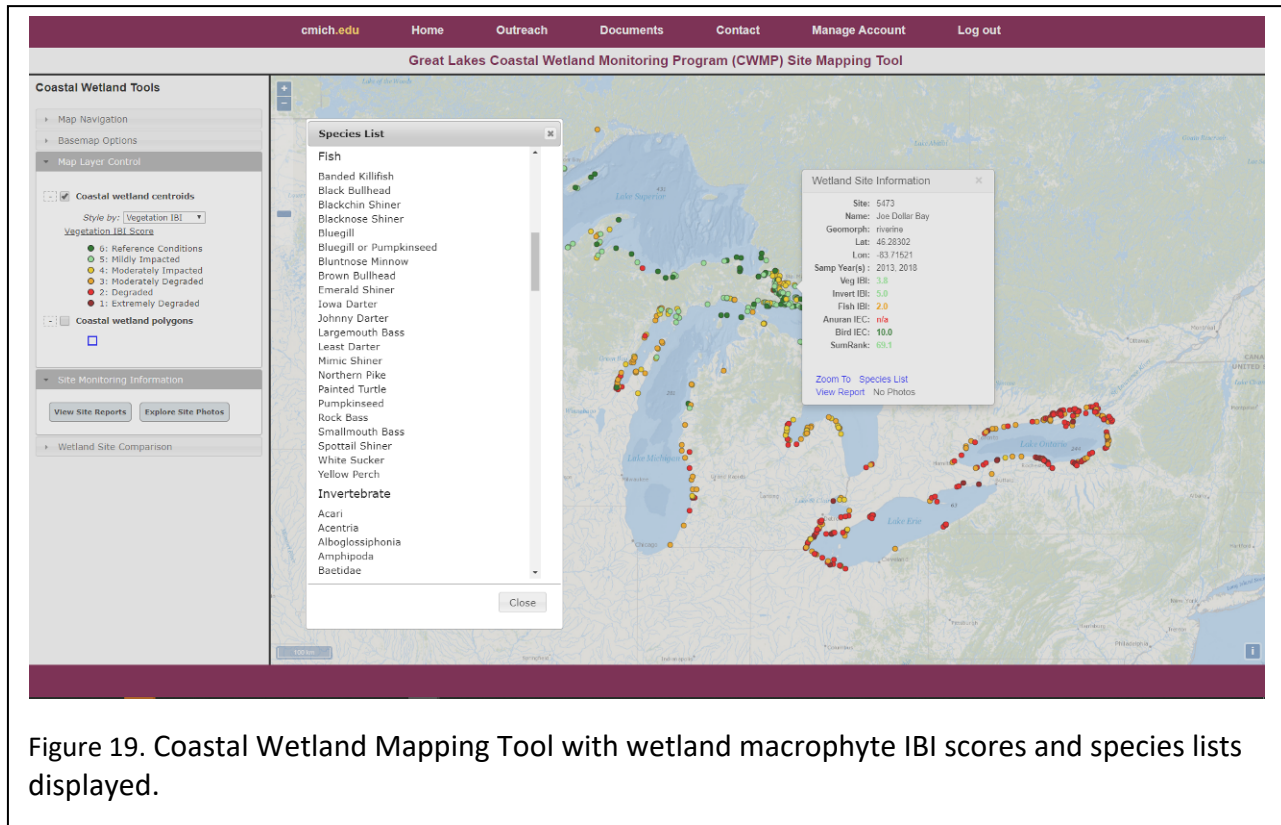 cmich.edu Home Outreach Documents Contact Manage Account Log out
Great Lakes Coastal Wetland Monitoring Program (CWMP) Site Mapping Tool
Coastal Wetland Tools
Map Navigation
Basemap Options
Map Layer Control
Coastal wetland centroids
Style by: Vegetation IBI
Vegetation IBI Score
6: Reference Conditions
5: Mildly Impacted
4: Moderately Impacted
3: Moderately Degraded
2: Degraded
1: Extremely Degraded
Coastal wetland polygons
Site Monitoring Information
View Site Reports Explore Site Photos
Wetland Site Comparison
+
-
Species List
Fish
Banded Killifish
Black Bullhead
Blackchin Shiner
Blacknose Shiner
Bluegill
Bluegill or Pumpkinseed
Bluntnose Minnow
Brown Bullhead
Emerald Shiner
Iowa Darter
Johnny Darter
Largemouth Bass
Least Darter
Mimic Shiner
Northern Pike
Painted Turtle
Pumpkinseed
Rock Bass
Smallmouth Bass
Spottail Shiner
White Sucker
Yellow Perch
Invertebrate
Acari
Acentria
Alboglossiphonia
Amphipoda
Baetidae
Close
Wetland Site Information
Site: 5473
Name: Joe Dollar Bay
Geomorph: riverine
Lat: 46.28302
Lon: -83.71521
Samp Year(s) : 2013, 2018
Veg IBI: 3.8
Invert IBI: 5.0
Fish IBI: 2.0
Anuran IEC: n/a
Bird IEC: 10.0
SumRank: 69.1
Zoom To Species List
View Report No Photos
Lake Superior
Lake Michigan
Lake Ontario
Lake Erie
Chicago
100 km
i
Figure 19. Coastal Wetland Mapping Tool with wetland macrophyte IBI scores and species lists
displayed.